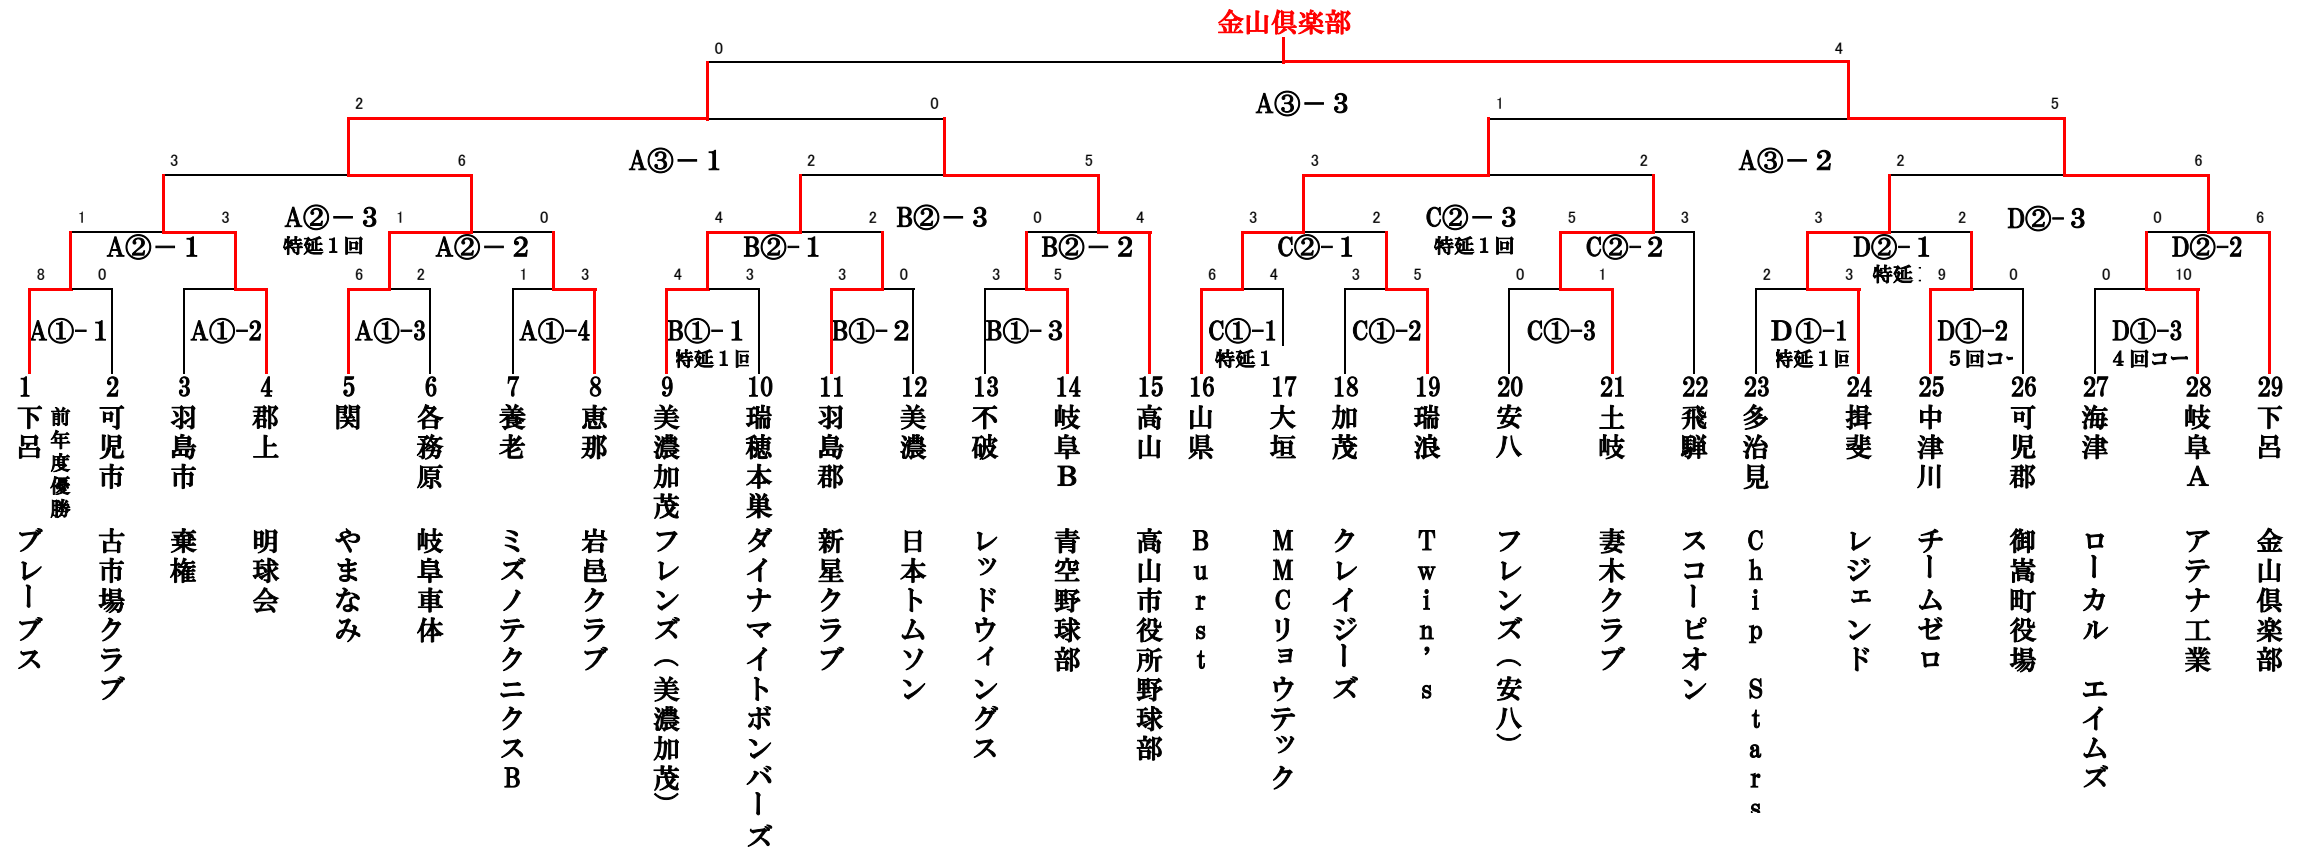 金山倶楽部
0 4
A③－３
2 0 1 5
A③－１ A③－２
3 6 2 5 3 2 2 6
A②－３ B②－３ C②－３ D②-３
特延１回 特延１回
1 3 1 0 4 2 0 4 3 2 5 3 3 2 0 6
A②－１ A②－２ B②-１ B②－２ C②-１ C②-２ D②-１ D②-2
特延
8 0 6 2 1 3 4 3 3 0 3 5 6 4 3 5 0 1 2 3 9 0 0 10
A①-１ A①-2 A①-3 A①-4 B①-１ B①-２ B①-３ C①-1 C①-2 C①-3 D①-1 D①-2 D①-3
特延１回 特延１ 特延１回 ５回コー ４回コー
1 2 3 4 5 6 7 8 9 10 11 12 13 14 15 16 17 18 19 20 21 22 23 24 25 26 27 28 29
下呂 ブレーブス
前年度優勝
可児市 古市場クラブ
羽島市 棄権
郡上 明球会
関 やまなみ
各務原 岐阜車体
養老 ミズノテクニクスB
恵那 岩邑クラブ
美濃加茂 フレンズ（美濃加茂）
瑞穂本巣 ダイナマイトボンバーズ
羽島郡 新星クラブ
美濃 日本トムソン
不破 レッドウィングス
岐阜B 青空野球部
高山 高山市役所野球部
山県 Burst
大垣 MMCリョウテック
加茂 クレイジーズ
瑞浪 Twin’s
安八 フレンズ（安八）
土岐 妻木クラブ
飛騨 スコーピオン
多治見 Chip Stars
揖斐 レジェンド
中津川 チームゼロ
可児郡 御嵩町役場
海津 ローカル エイムズ
岐阜A アテナ工業
下呂 金山倶楽部